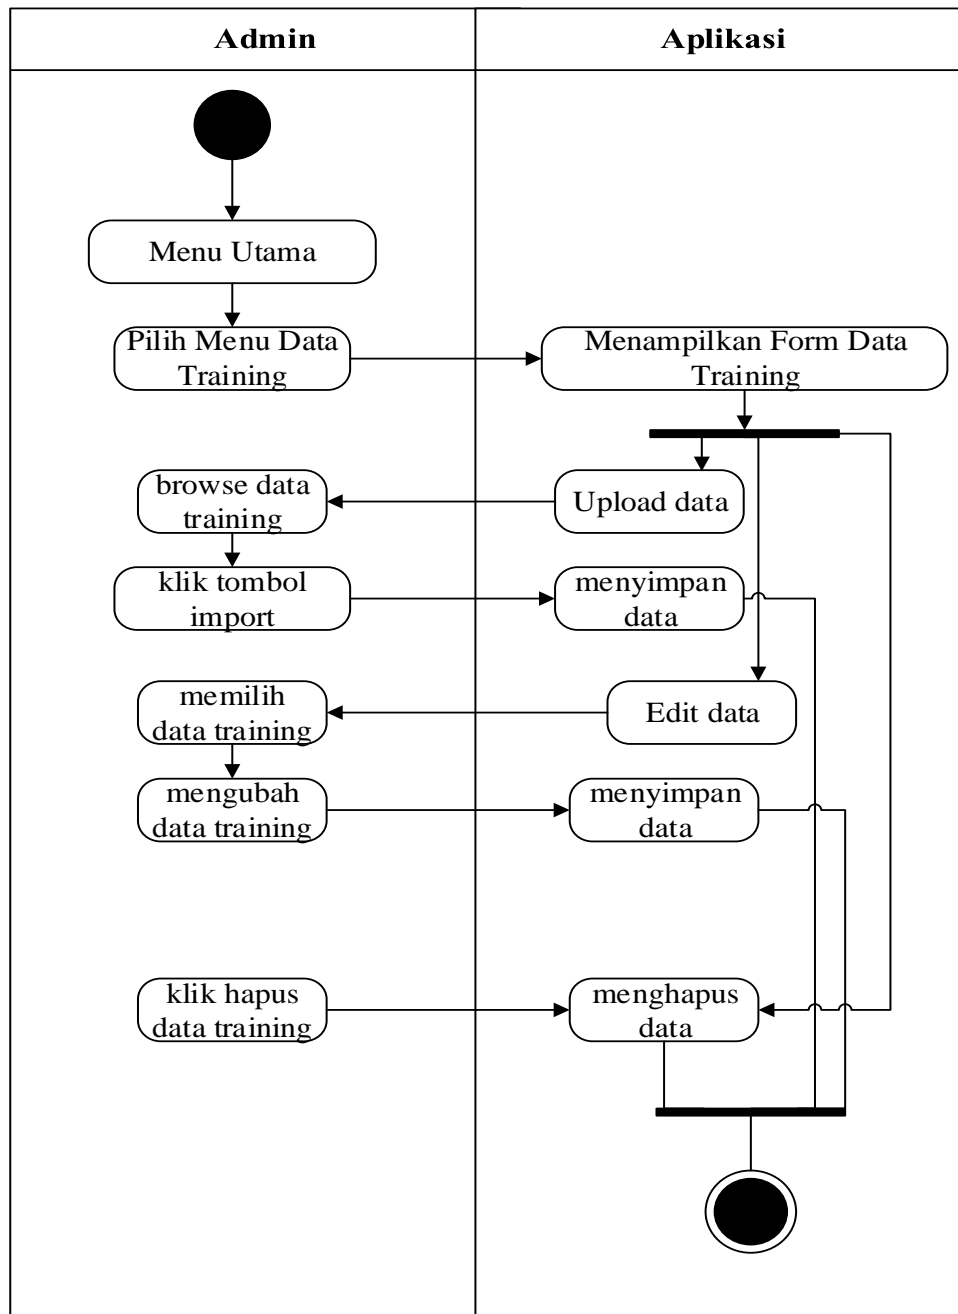 Admin
Aplikasi
Menu Utama
Pilih Menu Data
Training
Menampilkan Form Data
Training
browse data
training
Upload data
klik tombol
import
menyimpan
data
memilih
data training
Edit data
mengubah
data training
menyimpan
data
klik hapus
data training
menghapus
data